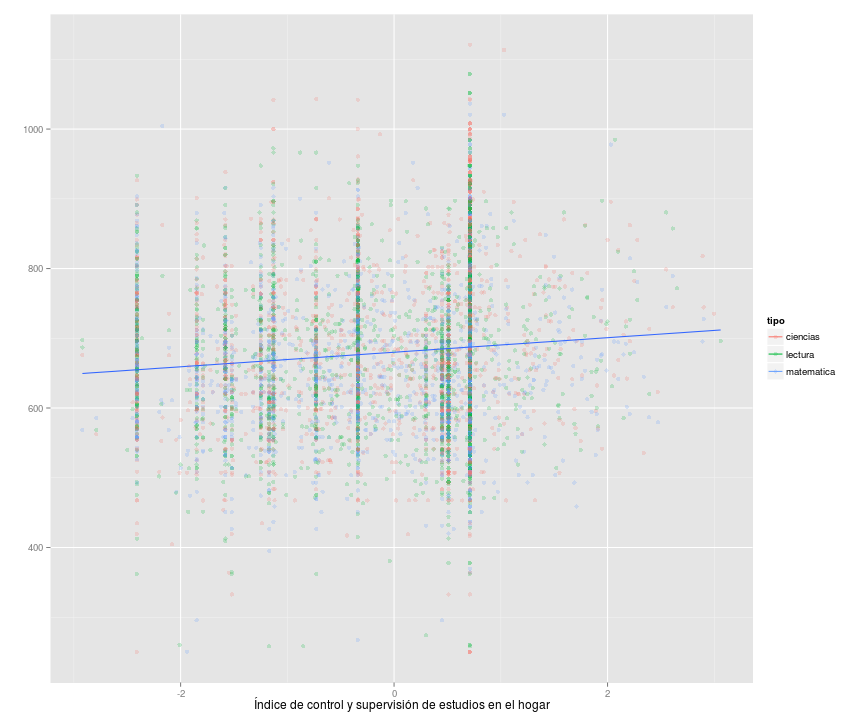 1000
800
600
400
-2
0
2
Índice de control y supervisión de estudios en el hogar
tipo
ciencias
lectura
matematica